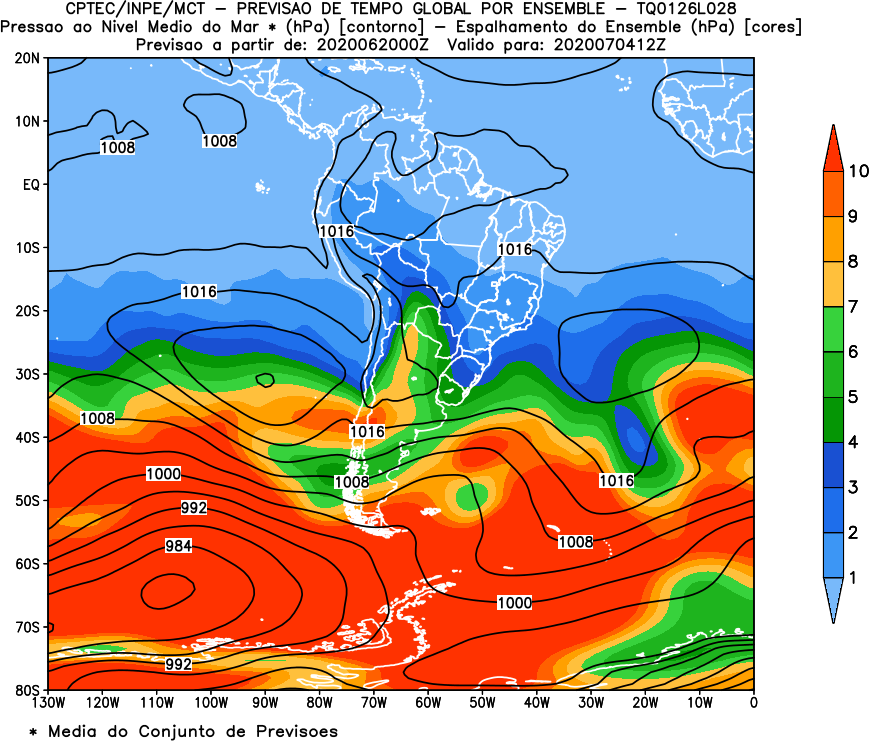 CPTEC/INPE/MCT – PREVISAO DE TEMPO GLOBAL POR ENSEMBLE – TQ0126L028
Pressao ao Nivel Medio do Mar * (hPa) [contorno] – Espalhamento do Ensemble (hPa) [cores]
Previsao a partir de: 2020062000Z Valido para: 2020070412Z
20N
10N
EQ
10S
20S
30S
40S
50S
60S
70S
80S
1008
1008
1016
1016
1016
1008
1016
1000
1008
1016
992
984
1008
1000
992
130W 120W 110W 100W 90W 80W 70W 60W 50W 40W 30W 20W 10W 0
10
9
8
7
6
5
4
3
2
1
* Media do Conjunto de Previsoes